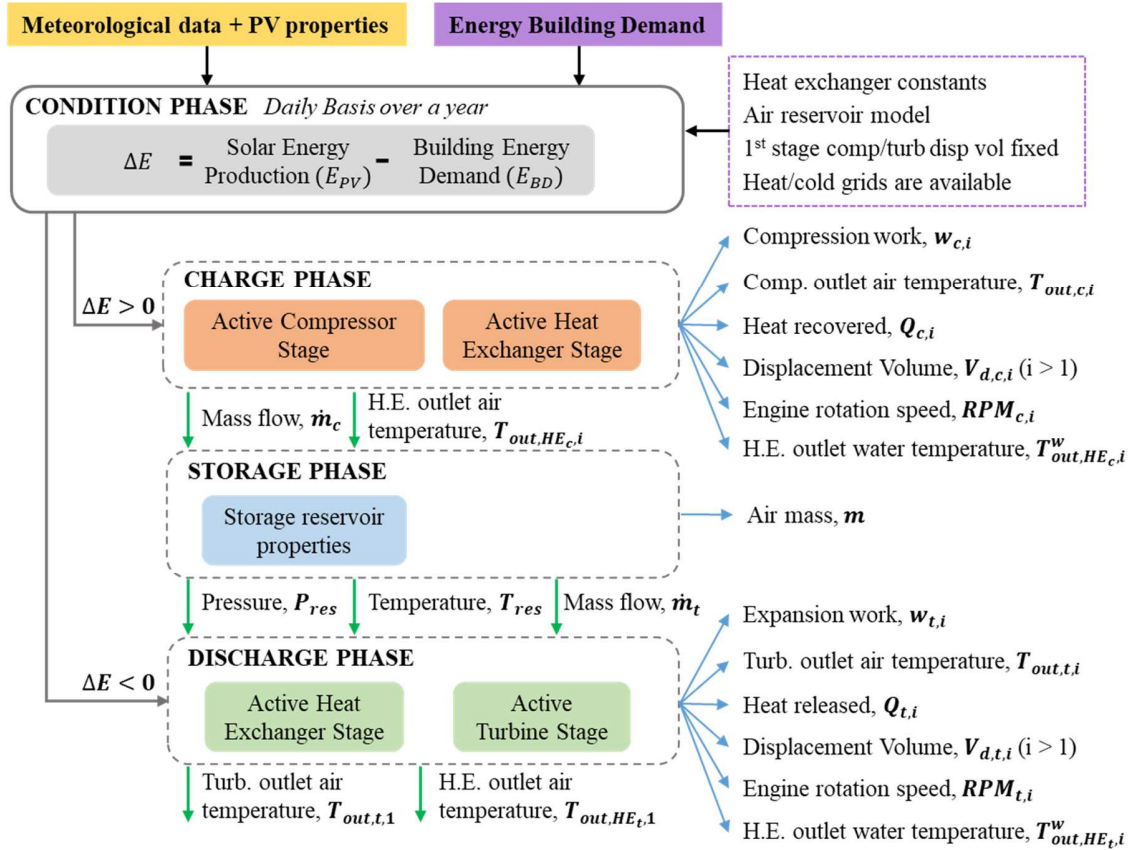 Meteorological data + PV properties
Energy Building Demand
CONDITION PHASE Daily Basis over a year
ΔE = Solar Energy Production (E_PV) − Building Energy Demand (E_BD)
Heat exchanger constants
Air reservoir model
1st stage comp/turb disp vol fixed
Heat/cold grids are available
ΔE > 0
CHARGE PHASE
Active Compressor
Stage
Active Heat
Exchanger Stage
Compression work, w_c,i
Comp. outlet air temperature, T_out,c,i
Heat recovered, Q_c,i
Displacement Volume, V_d,c,i (i > 1)
Engine rotation speed, RPM_c,i
H.E. outlet water temperature, T^w_out,HE_c,i
Mass flow, ṁ_c
H.E. outlet air
temperature, T_out,HE_c,i
STORAGE PHASE
Storage reservoir
properties
Air mass, m
Pressure, P_res
Temperature, T_res
Mass flow, ṁ_t
ΔE < 0
DISCHARGE PHASE
Active Heat
Exchanger Stage
Active
Turbine Stage
Expansion work, w_t,i
Turb. outlet air temperature, T_out,t,i
Heat released, Q_t,i
Displacement Volume, V_d,t,i (i > 1)
Engine rotation speed, RPM_t,i
H.E. outlet water temperature, T^w_out,HE_t,i
Turb. outlet air
temperature, T_out,t,1
H.E. outlet air
temperature, T_out,HE_t,1